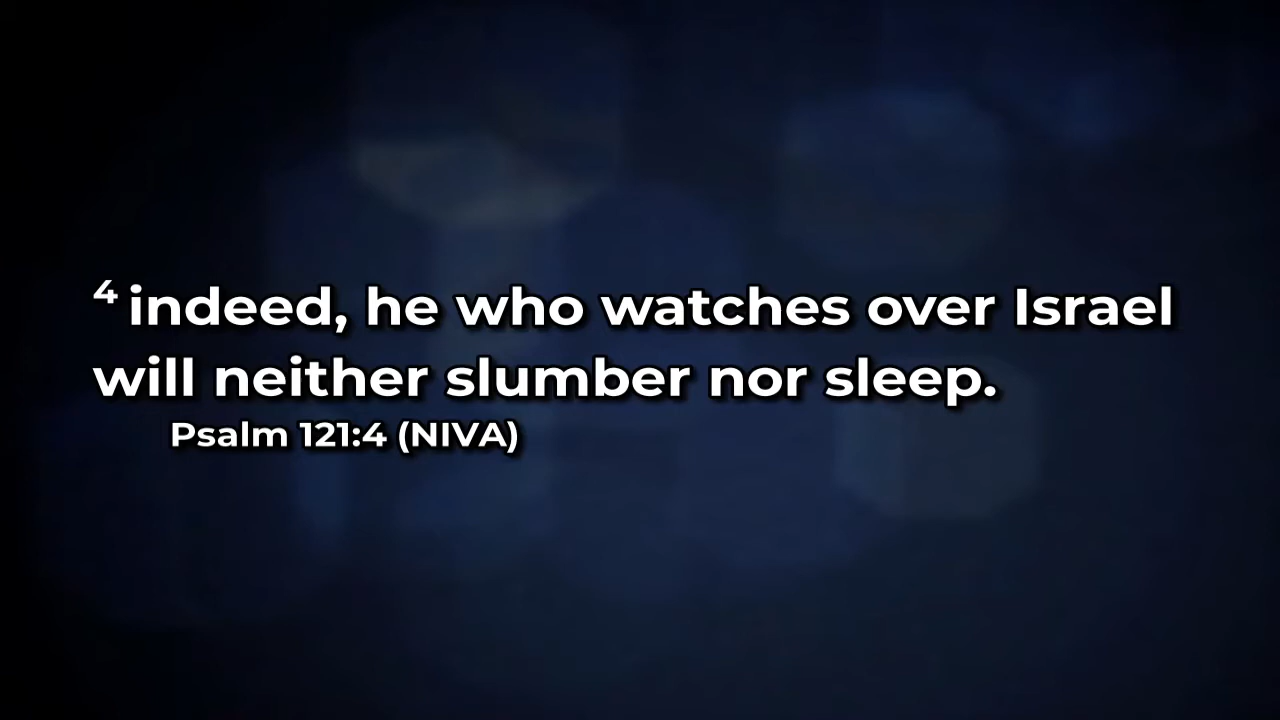 4 indeed, he who watches over Israel
will neither slumber nor sleep.
Psalm 121:4 (NIVA)